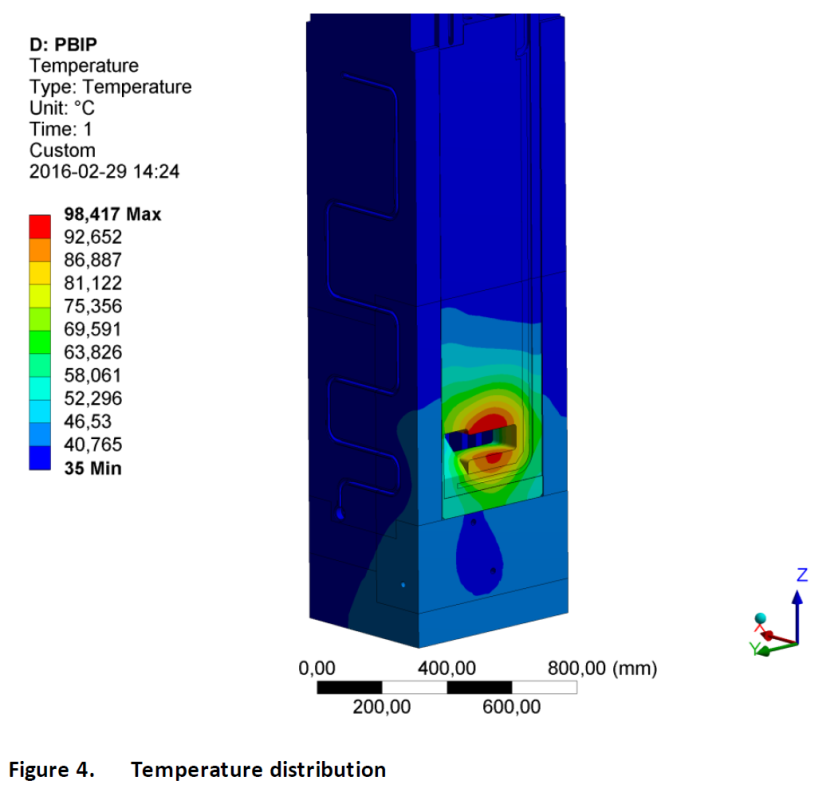 D: PBIP
Temperature
Type: Temperature
Unit: °C
Time: 1
Custom
2016-02-29 14:24
98,417 Max
92,652
86,887
81,122
75,356
69,591
63,826
58,061
52,296
46,53
40,765
35 Min
Z
X
Y
0,00 400,00 800,00 (mm)
200,00 600,00
Figure 4. Temperature distribution